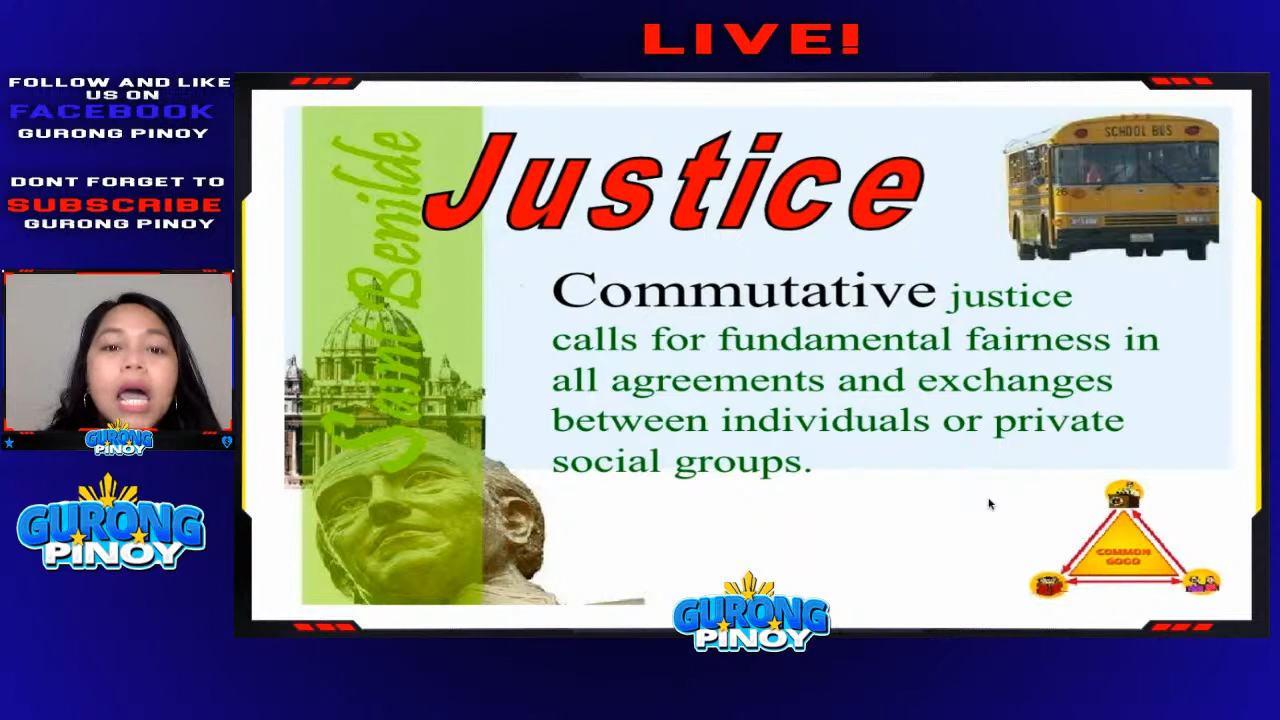 LIVE!
FOLLOW AND LIKE
US ON
FACEBOOK
GURONG PINOY
DONT FORGET TO
SUBSCRIBE
GURONG PINOY
GURONG
PINOY
GURONG
PINOY
Saint Benilde
Justice
SCHOOL BUS
Commutative justice
calls for fundamental fairness in
all agreements and exchanges
between individuals or private
social groups.
COMMON
GOOD
GURONG
PINOY